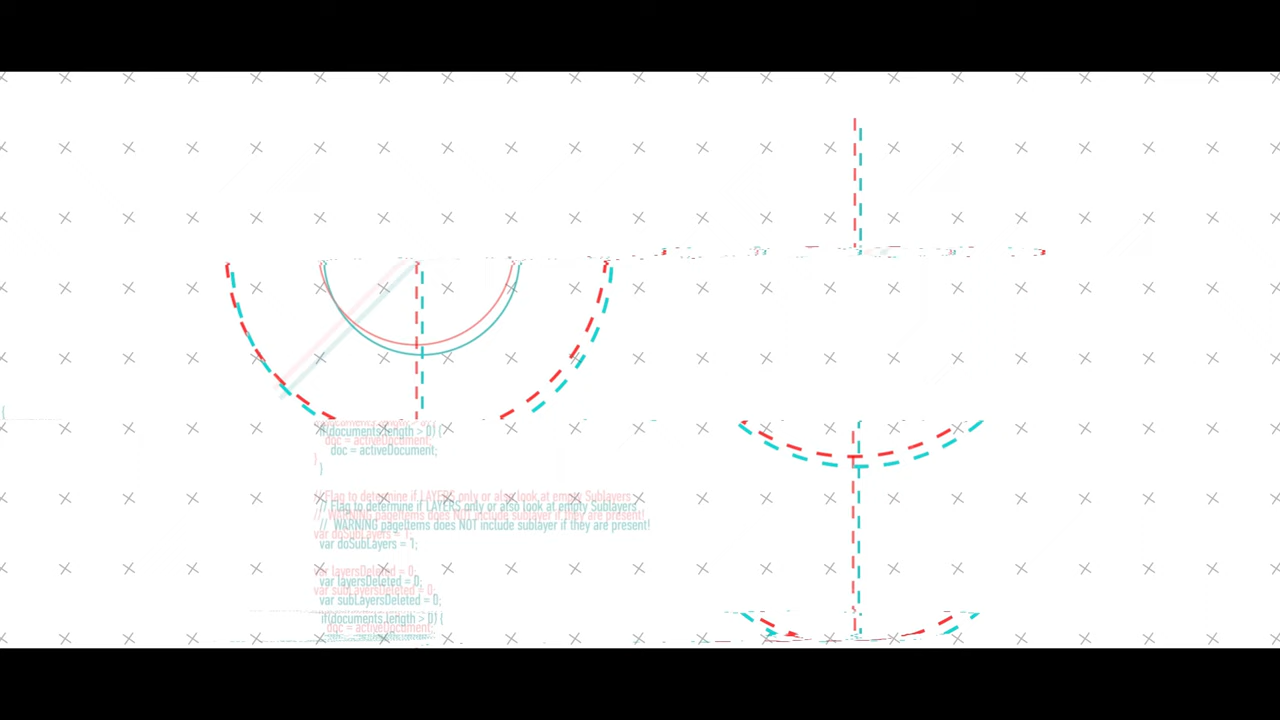 {
if(documents.length > 0) {
doc = activeDocument;
}
// Flag to determine if LAYERS only or also look at empty Sublayers
// WARNING pageItems does NOT include sublayer if they are present!
var doSubLayers = 1;
var layersDeleted = 0;
var subLayersDeleted = 0;
if(documents.length > 0) {
doc = activeDocument;